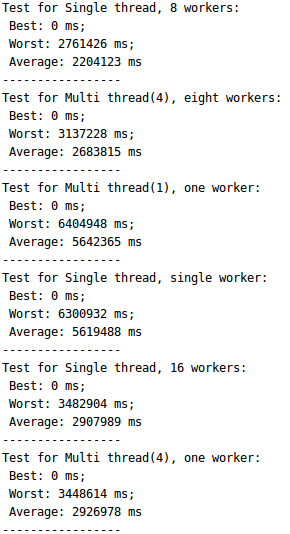 Test for Single thread, 8 workers:
Best: 0 ms;
Worst: 2761426 ms;
Average: 2204123 ms
-----------------
Test for Multi thread(4), eight workers:
Best: 0 ms;
Worst: 3137228 ms;
Average: 2683815 ms
-----------------
Test for Multi thread(1), one worker:
Best: 0 ms;
Worst: 6404948 ms;
Average: 5642365 ms
-----------------
Test for Single thread, single worker:
Best: 0 ms;
Worst: 6300932 ms;
Average: 5619488 ms
-----------------
Test for Single thread, 16 workers:
Best: 0 ms;
Worst: 3482904 ms;
Average: 2907989 ms
-----------------
Test for Multi thread(4), one worker:
Best: 0 ms;
Worst: 3448614 ms;
Average: 2926978 ms
-----------------